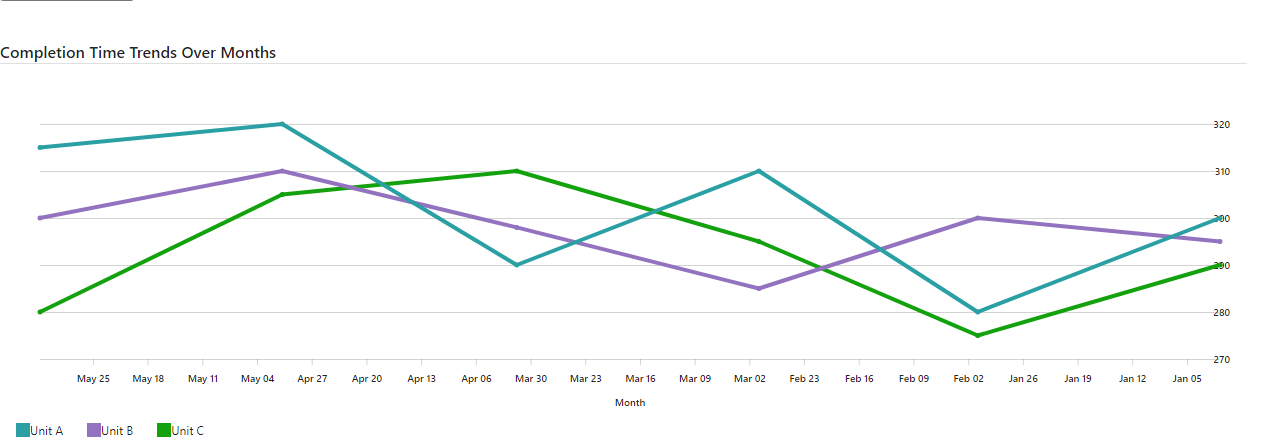 Completion Time Trends Over Months
320
310
300
290
280
270
May 25 May 18 May 11 May 04 Apr 27 Apr 20 Apr 13 Apr 06 Mar 30 Mar 23 Mar 16 Mar 09 Mar 02 Feb 23 Feb 16 Feb 09 Feb 02 Jan 26 Jan 19 Jan 12 Jan 05
Month
Unit A Unit B Unit C